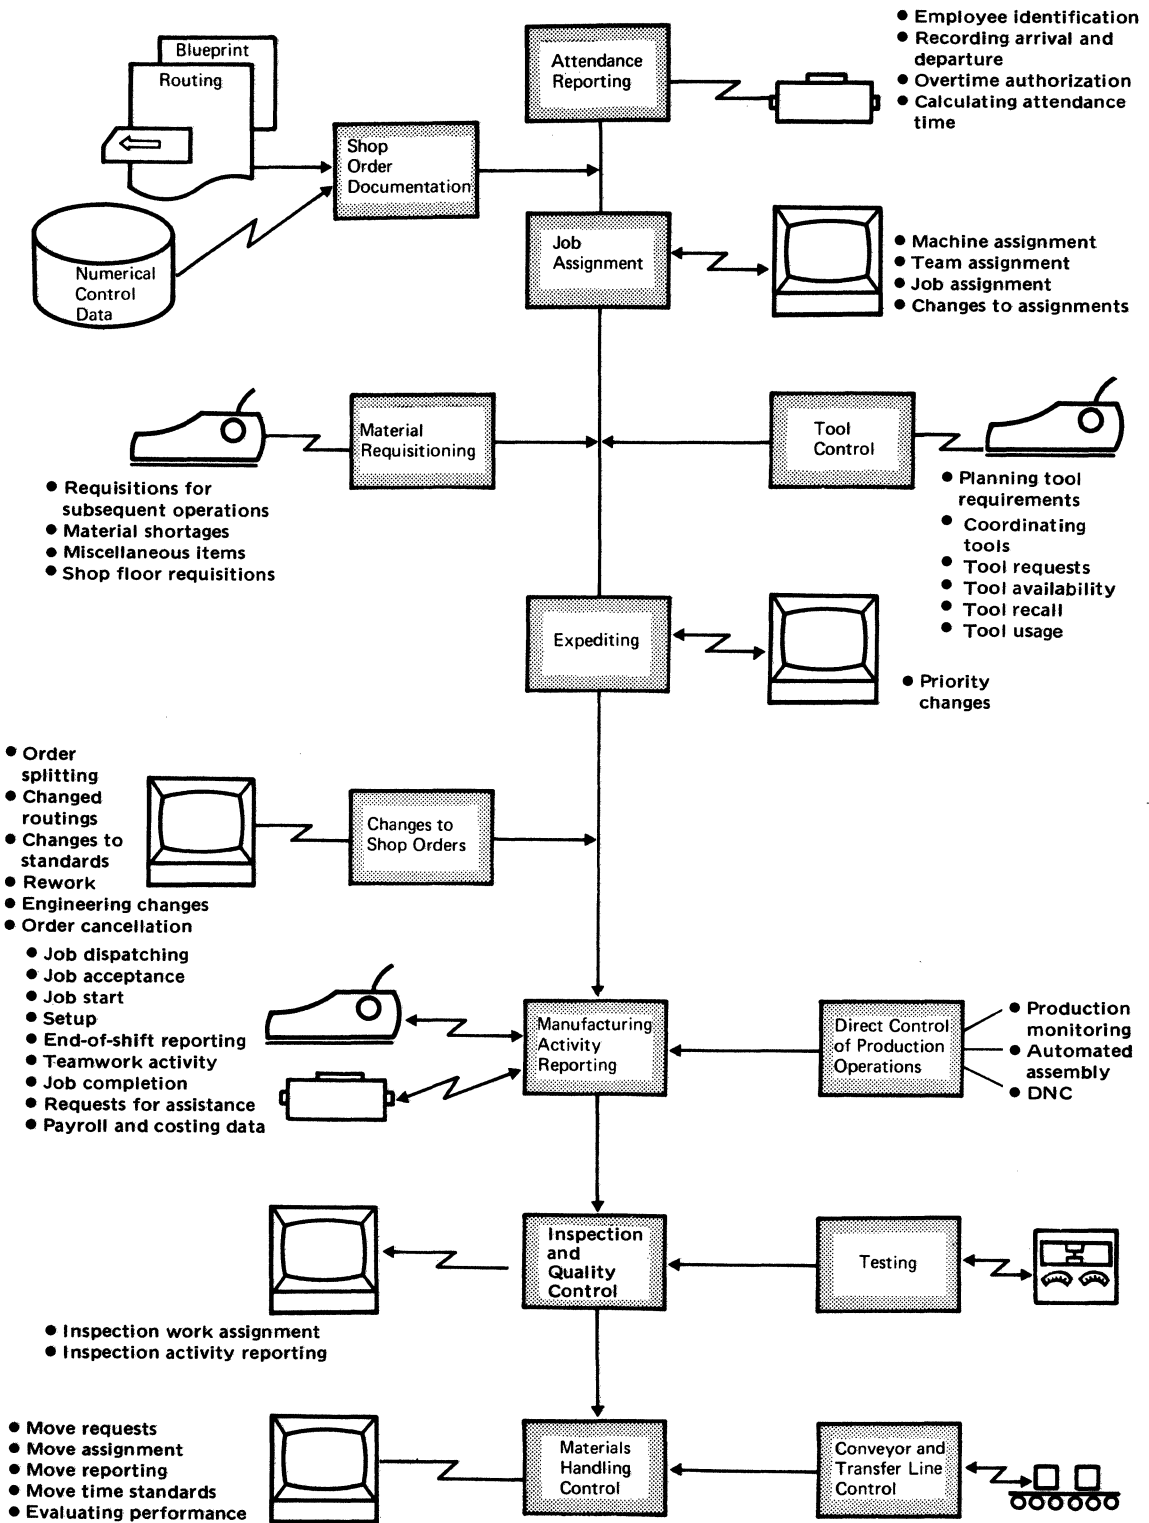 Blueprint
Routing
Numerical
Control
Data
Shop
Order
Documentation
Attendance
Reporting
● Employee identification
● Recording arrival and
departure
● Overtime authorization
● Calculating attendance
time
Job
Assignment
● Machine assignment
● Team assignment
● Job assignment
● Changes to assignments
Material
Requisitioning
● Requisitions for
subsequent operations
● Material shortages
● Miscellaneous items
● Shop floor requisitions
Tool
Control
● Planning tool
requirements
● Coordinating
tools
● Tool requests
● Tool availability
● Tool recall
● Tool usage
Expediting
● Priority
changes
● Order
splitting
● Changed
routings
● Changes to
standards
● Rework
● Engineering changes
● Order cancellation
Changes to
Shop Orders
● Job dispatching
● Job acceptance
● Job start
● Setup
● End-of-shift reporting
● Teamwork activity
● Job completion
● Requests for assistance
● Payroll and costing data
Manufacturing
Activity
Reporting
Direct Control
of Production
Operations
● Production
monitoring
● Automated
assembly
● DNC
Inspection
and
Quality
Control
Testing
● Inspection work assignment
● Inspection activity reporting
● Move requests
● Move assignment
● Move reporting
● Move time standards
● Evaluating performance
Materials
Handling
Control
Conveyor and
Transfer Line
Control